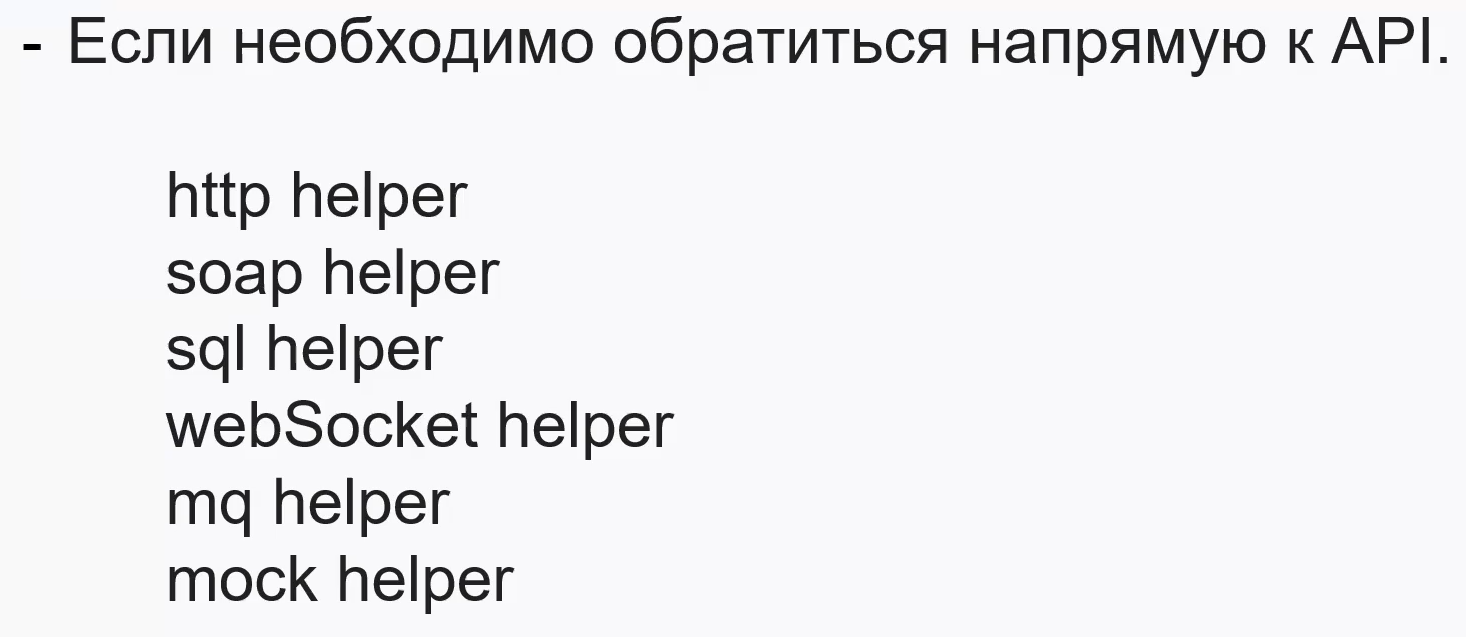 - Если необходимо обратиться напрямую к API.
http helper
soap helper
sql helper
webSocket helper
mq helper
mock helper